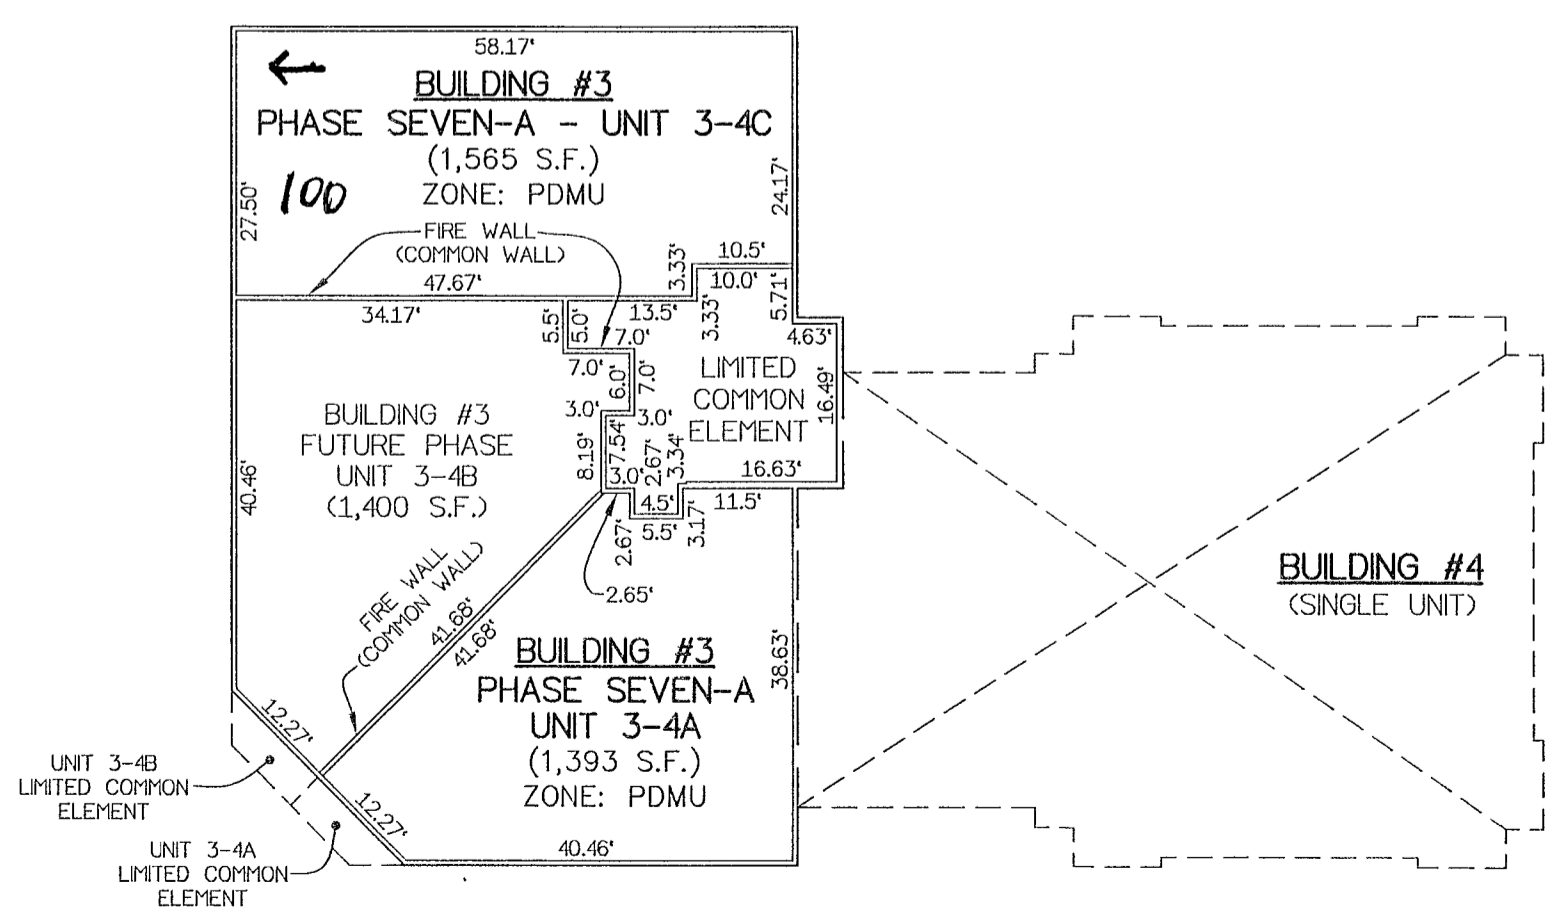 58.17'
BUILDING #3
PHASE SEVEN-A - UNIT 3-4C
(1,565 S.F.)
ZONE: PDMU
100
27.50'
24.17'
FIRE WALL
(COMMON WALL)
47.67'
3.33'
10.5'
10.0'
5.71'
34.17'
5.5'
5.0'
13.5'
3.33'
7.0'
4.63'
7.0'
6.0'
7.0'
LIMITED
COMMON
ELEMENT
16.49'
3.0'
3.0'
BUILDING #3
FUTURE PHASE
UNIT 3-4B
(1,400 S.F.)
40.46'
8.19'
7.54'
3.0'
2.67'
3.34'
16.63'
4.5'
11.5'
2.67'
5.5'
3.17'
2.65'
FIRE WALL
(COMMON WALL)
41.68'
41.68'
BUILDING #3
PHASE SEVEN-A
UNIT 3-4A
(1,393 S.F.)
ZONE: PDMU
38.63'
BUILDING #4
(SINGLE UNIT)
12.27'
UNIT 3-4B
LIMITED COMMON
ELEMENT
12.27'
40.46'
UNIT 3-4A
LIMITED COMMON
ELEMENT